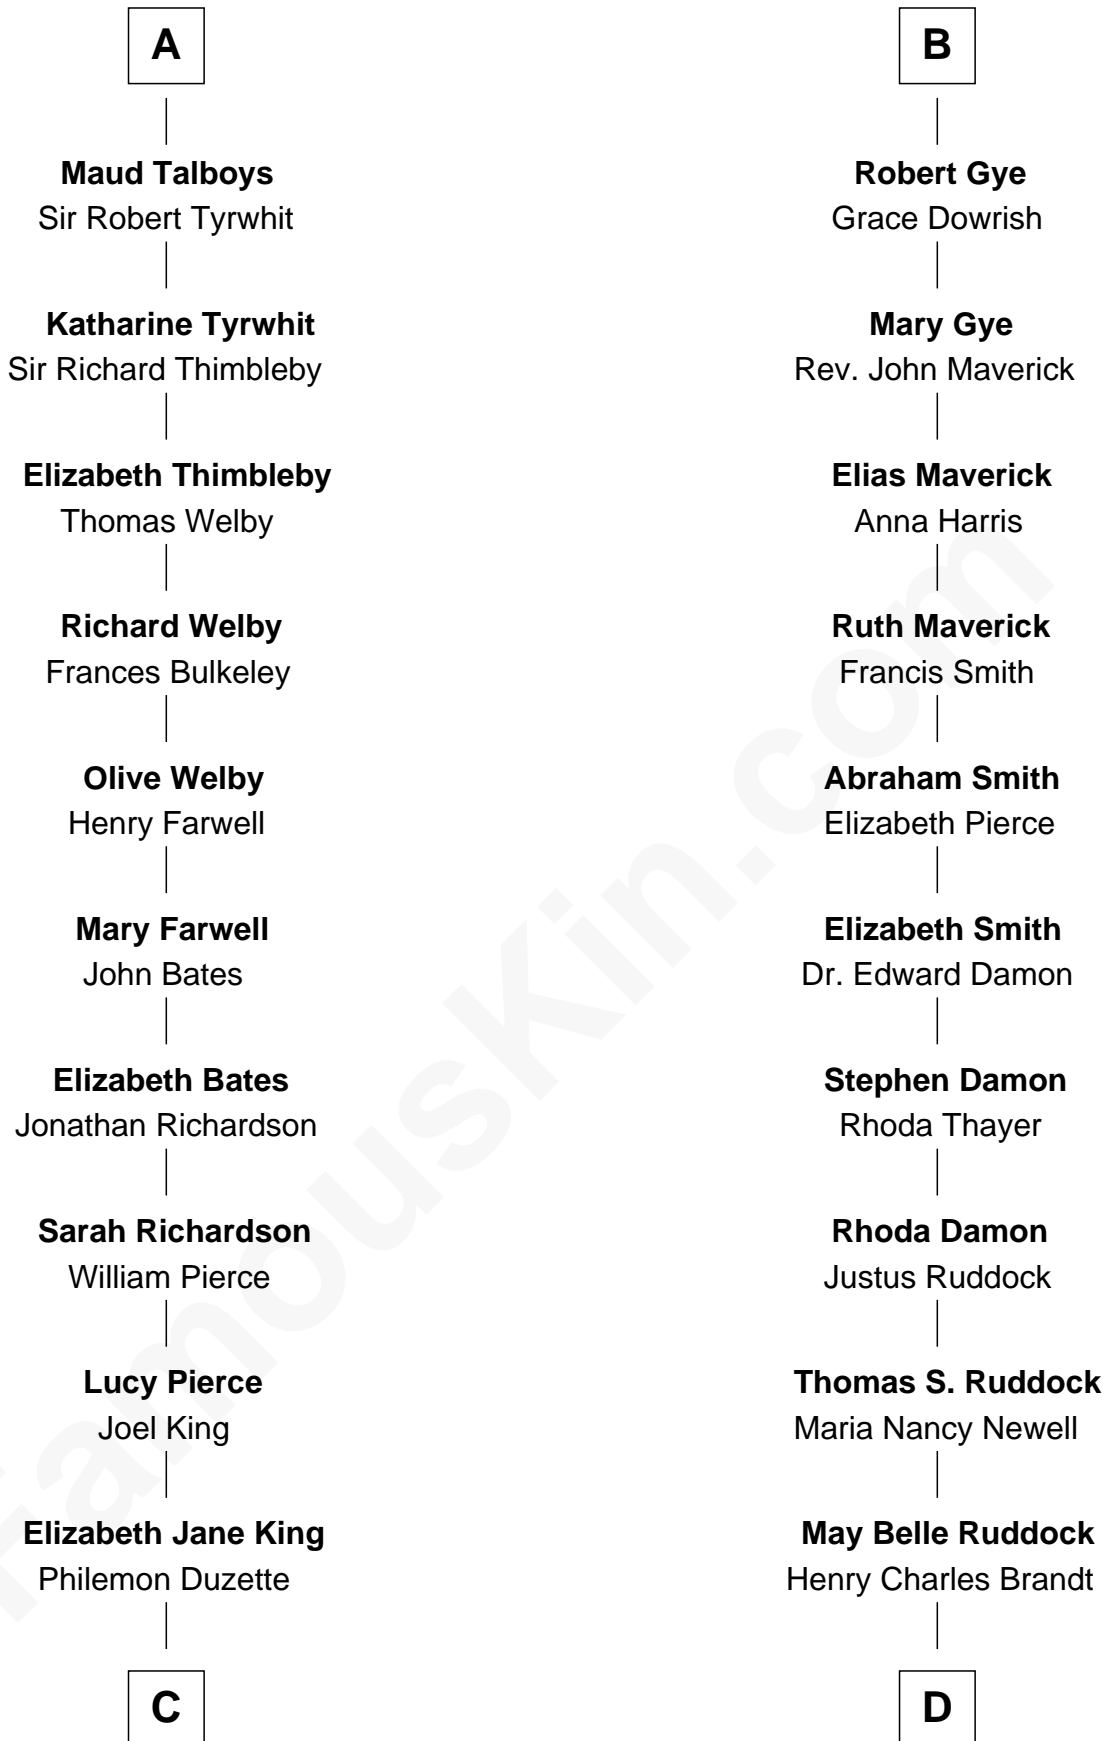 A
Maud Talboys
Sir Robert Tyrwhit
Katharine Tyrwhit
Sir Richard Thimbleby
Elizabeth Thimbleby
Thomas Welby
Richard Welby
Frances Bulkeley
Olive Welby
Henry Farwell
Mary Farwell
John Bates
Elizabeth Bates
Jonathan Richardson
Sarah Richardson
William Pierce
Lucy Pierce
Joel King
Elizabeth Jane King
Philemon Duzette
C
B
Robert Gye
Grace Dowrish
Mary Gye
Rev. John Maverick
Elias Maverick
Anna Harris
Ruth Maverick
Francis Smith
Abraham Smith
Elizabeth Pierce
Elizabeth Smith
Dr. Edward Damon
Stephen Damon
Rhoda Thayer
Rhoda Damon
Justus Ruddock
Thomas S. Ruddock
Maria Nancy Newell
May Belle Ruddock
Henry Charles Brandt
D
FamousKin.com